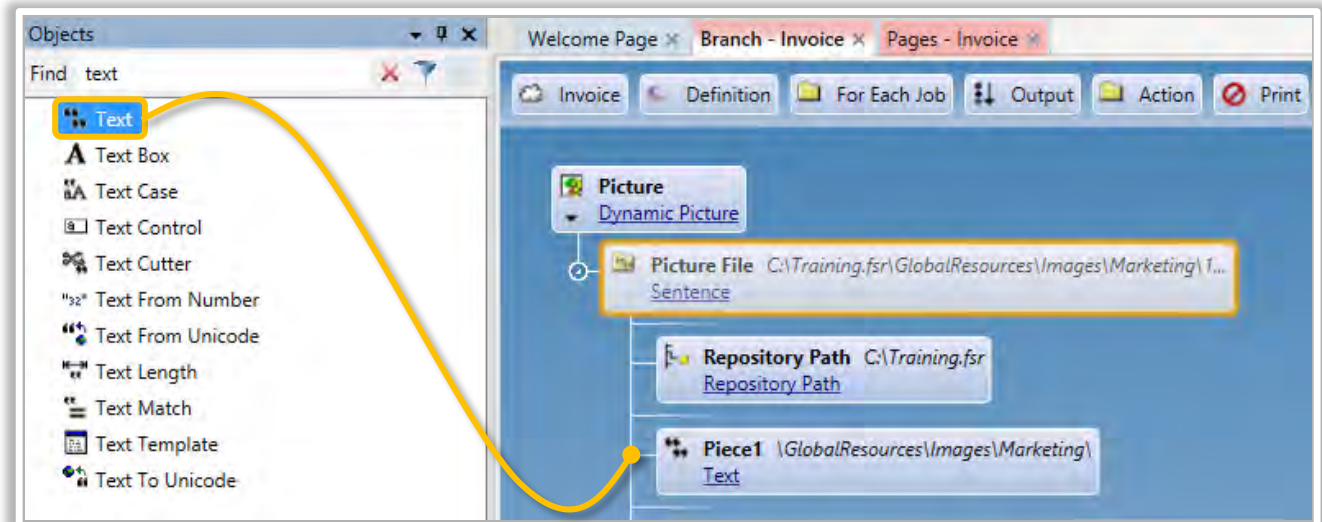 Objects
Find text
Text
Text Box
Text Case
Text Control
Text Cutter
Text From Number
Text From Unicode
Text Length
Text Match
Text Template
Text To Unicode
Welcome Page Branch - Invoice Pages - Invoice
Invoice Definition For Each Job Output Action Print
Picture
Dynamic Picture
Picture File C:\Training.fsr\GlobalResources\Images\Marketing\1...
Sentence
Repository Path C:\Training.fsr
Repository Path
Piece1 \GlobalResources\Images\Marketing\
Text